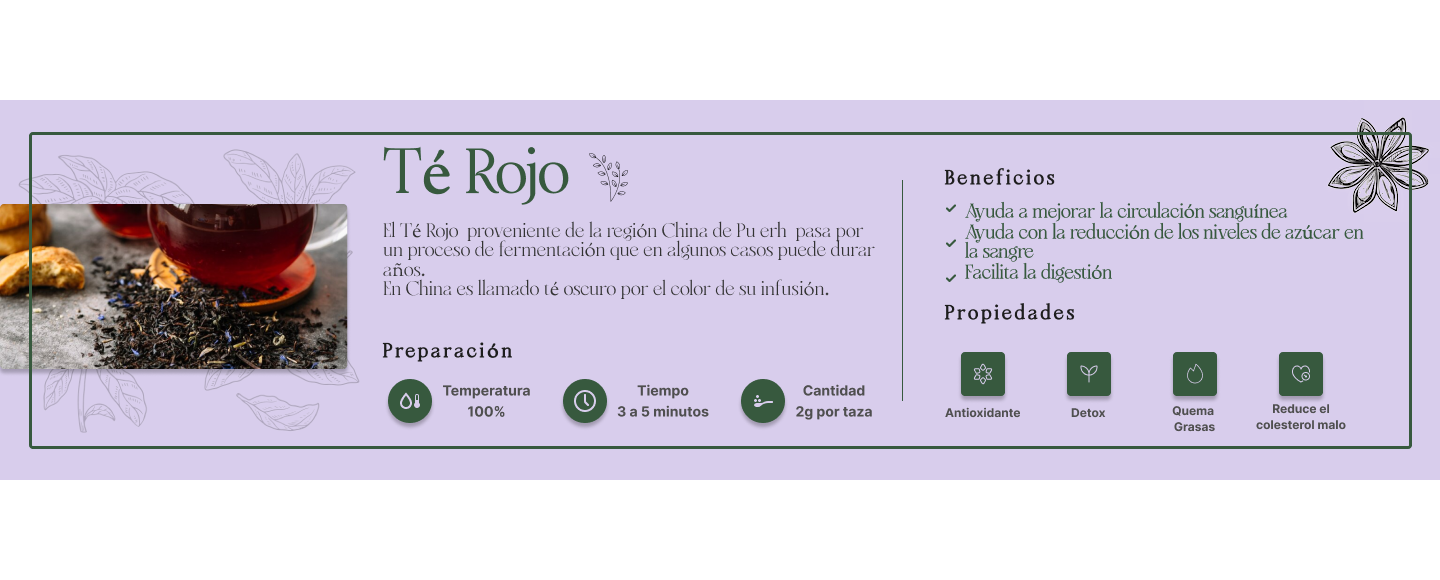 Té Rojo
El Té Rojo proveniente de la región China de Pu erh pasa por
un proceso de fermentación que en algunos casos puede durar
años.
En China es llamado té oscuro por el color de su infusión.
Preparación
Temperatura
100%
Tiempo
3 a 5 minutos
Cantidad
2g por taza
Beneficios
Ayuda a mejorar la circulación sanguínea
Ayuda con la reducción de los niveles de azúcar en
la sangre
Facilita la digestión
Propiedades
Antioxidante
Detox
Quema
Grasas
Reduce el
colesterol malo